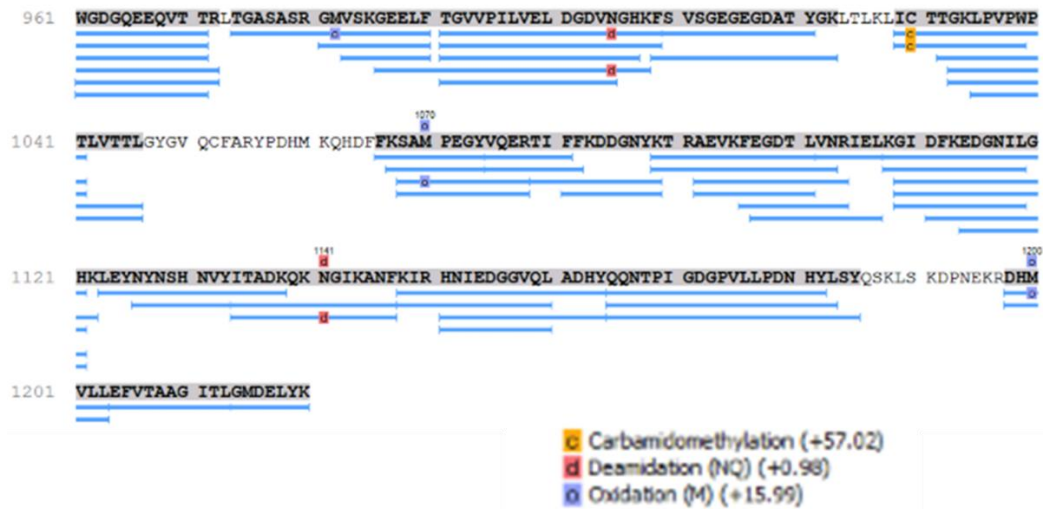 961 WGDGQEEQVT TRLTGASASR GMVSKGEELF TGVVPILVEL DGDVNGHKFS VSGEGEGDAT YGKLTLKLIC TTGKLPVPWP
o d c
c
d
1070
o
1041 TLVTTLGYGV QCFARYPDHM KQHDFFKSAM PEGYVQERTI FFKDDGNYKT RAEVKFEGDT LVNRIELKGI DFKEDGNILG
o
1141 1200
d o
1121 HKLEYNYNSH NVYITADKQK NGIKANFKIR HNIEDGGVQL ADHYQQNTPI GDGPVLLPDN HYLSYQSKLS KDPNEKRDHM
o
d
1201 VLLEFVTAAG ITLGMDELYK
c Carbamidomethylation (+57.02)
d Deamidation (NQ) (+0.98)
o Oxidation (M) (+15.99)